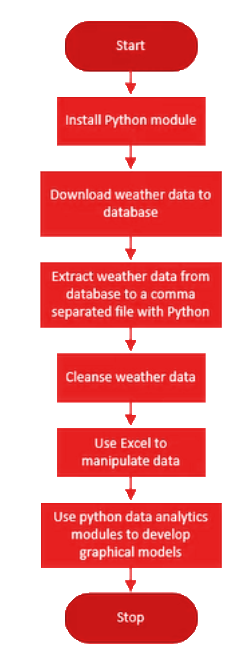 Start
Install Python module
Download weather data to
database
Extract weather data from
database to a comma
separated file with Python
Cleanse weather data
Use Excel to
manipulate data
Use python data analytics
modules to develop
graphical models
Stop